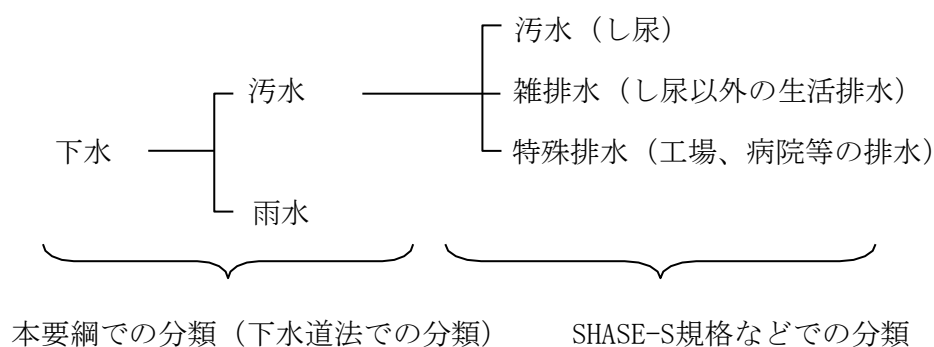 汚水（し尿）
汚水
雑排水（し尿以外の生活排水）
下水
特殊排水（工場、病院等の排水）
雨水
本要綱での分類（下水道法での分類）
SHASE-S規格などでの分類